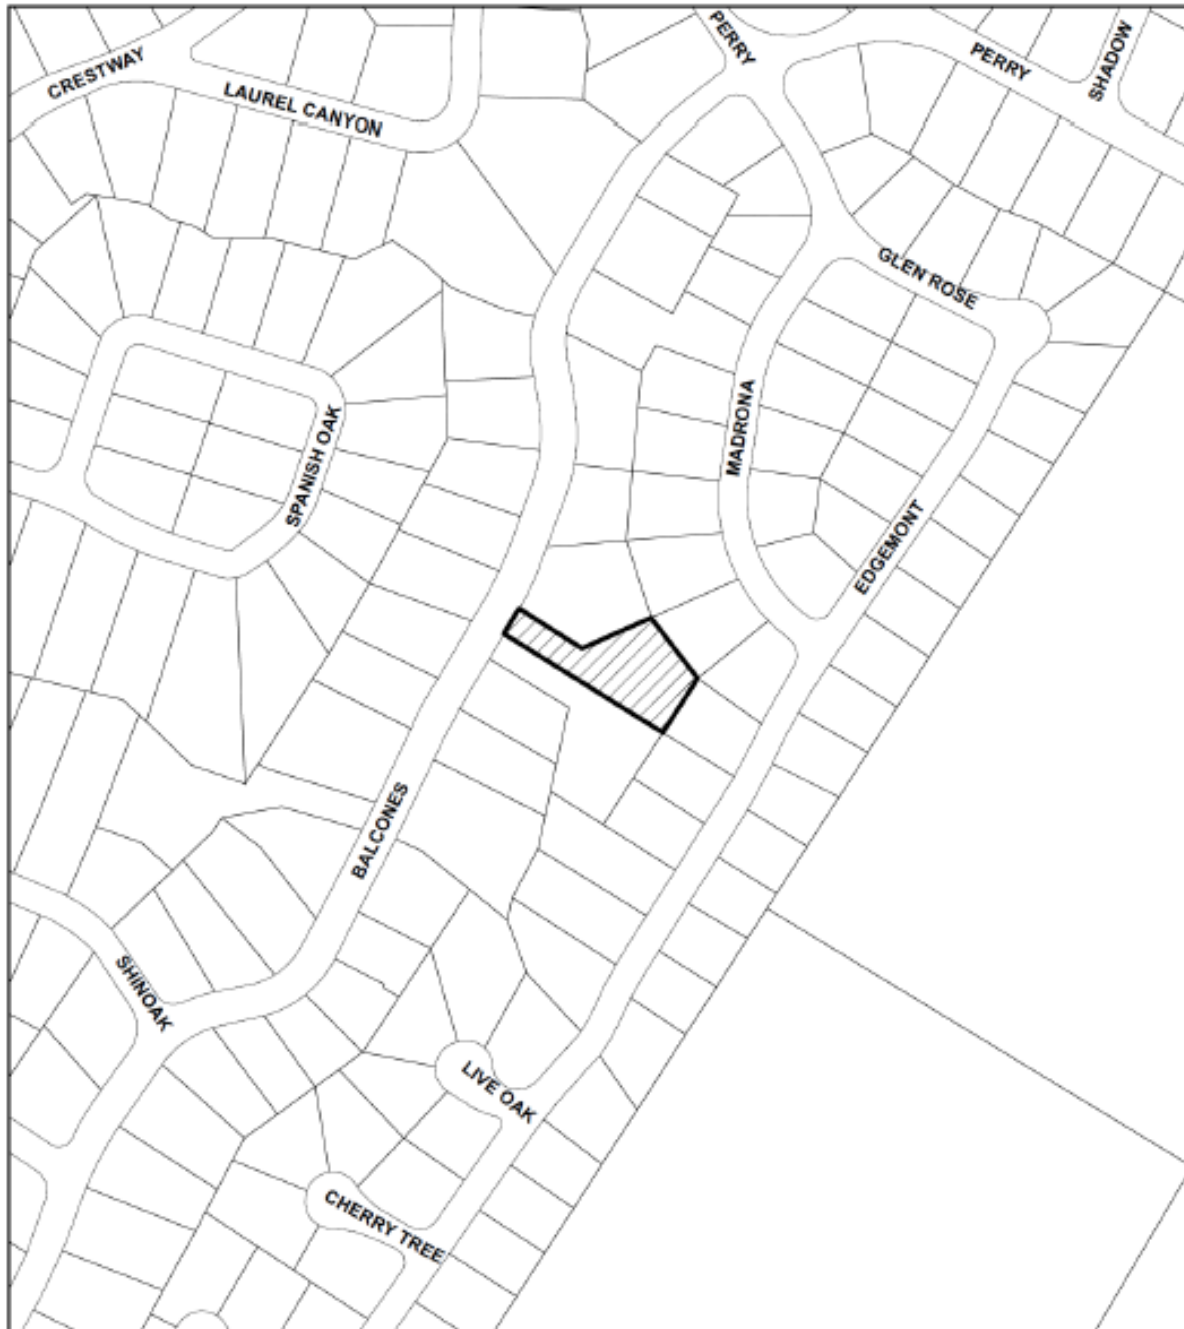 PERRY
PERRY
SHADOW
CRESTWAY
LAUREL CANYON
GLEN ROSE
MADRONA
SPANISH OAK
EDGEMONT
BALCONES
SHINOAK
LIVE OAK
CHERRY TREE